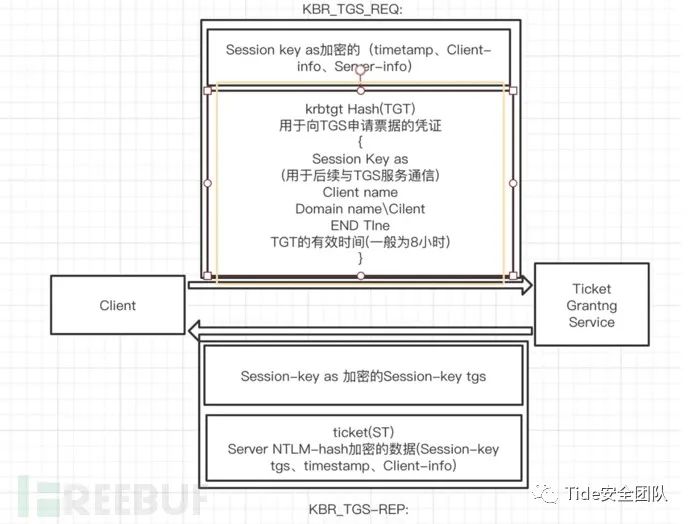 KBR_TGS_REQ:
Session key as加密的（timetamp、Client-
info、Server-info)
krbtgt Hash(TGT)
用于向TGS申请票据的凭证
{
Session Key as
(用于后续与TGS服务通信)
Client name
Domain name\Cilent
END TIne
TGT的有效时间(一般为8小时)
}
Client
Ticket
Grantng
Service
Session-key as 加密的Session-key tgs
ticket(ST)
Server NTLM-hash加密的数据(Session-key
tgs、timestamp、Client-info)
FREEBUF
Tide安全团队
KBR_TGS-REP: